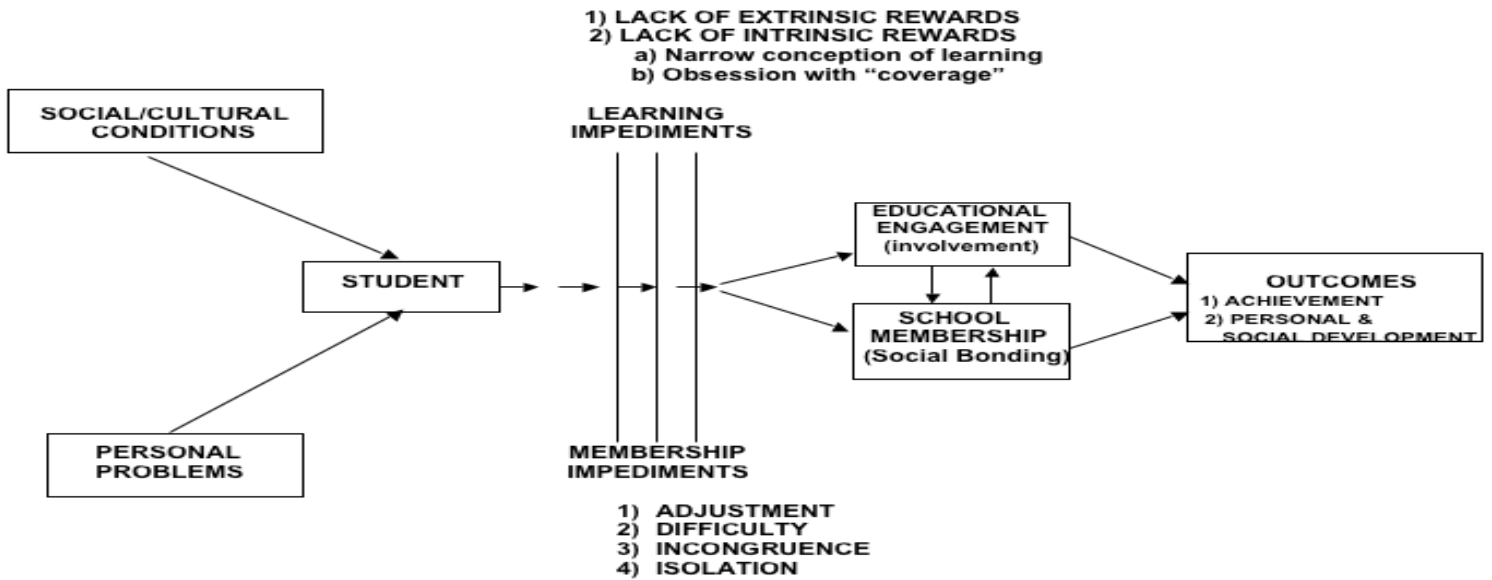 1) LACK OF EXTRINSIC REWARDS
2) LACK OF INTRINSIC REWARDS
a) Narrow conception of learning
b) Obsession with “coverage”
SOCIAL/CULTURAL
CONDITIONS
LEARNING
IMPEDIMENTS
STUDENT
EDUCATIONAL
ENGAGEMENT
(involvement)
SCHOOL
MEMBERSHIP
(Social Bonding)
OUTCOMES
1) ACHIEVEMENT
2) PERSONAL &
SOCIAL DEVELOPMENT
PERSONAL
PROBLEMS
MEMBERSHIP
IMPEDIMENTS
1) ADJUSTMENT
2) DIFFICULTY
3) INCONGRUENCE
4) ISOLATION